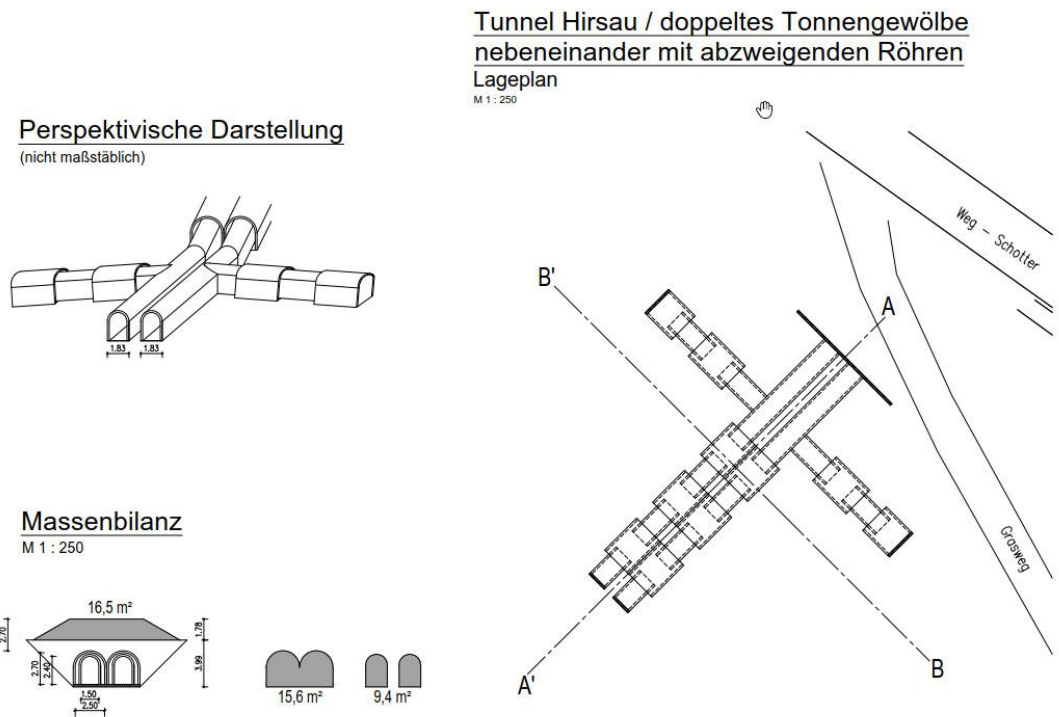 Tunnel Hirsau / doppeltes Tonnengewölbe
nebeneinander mit abzweigenden Röhren
Lageplan
M 1 : 250
Perspektivische Darstellung
(nicht maßstäblich)
1.83
1.83
Weg - Schotter
B'
A
Grasweg
B
A'
Massenbilanz
M 1 : 250
16,5 m²
2.70
1.78
3.99
2.70
2.40
1.50
2.50
15,6 m²
9,4 m²